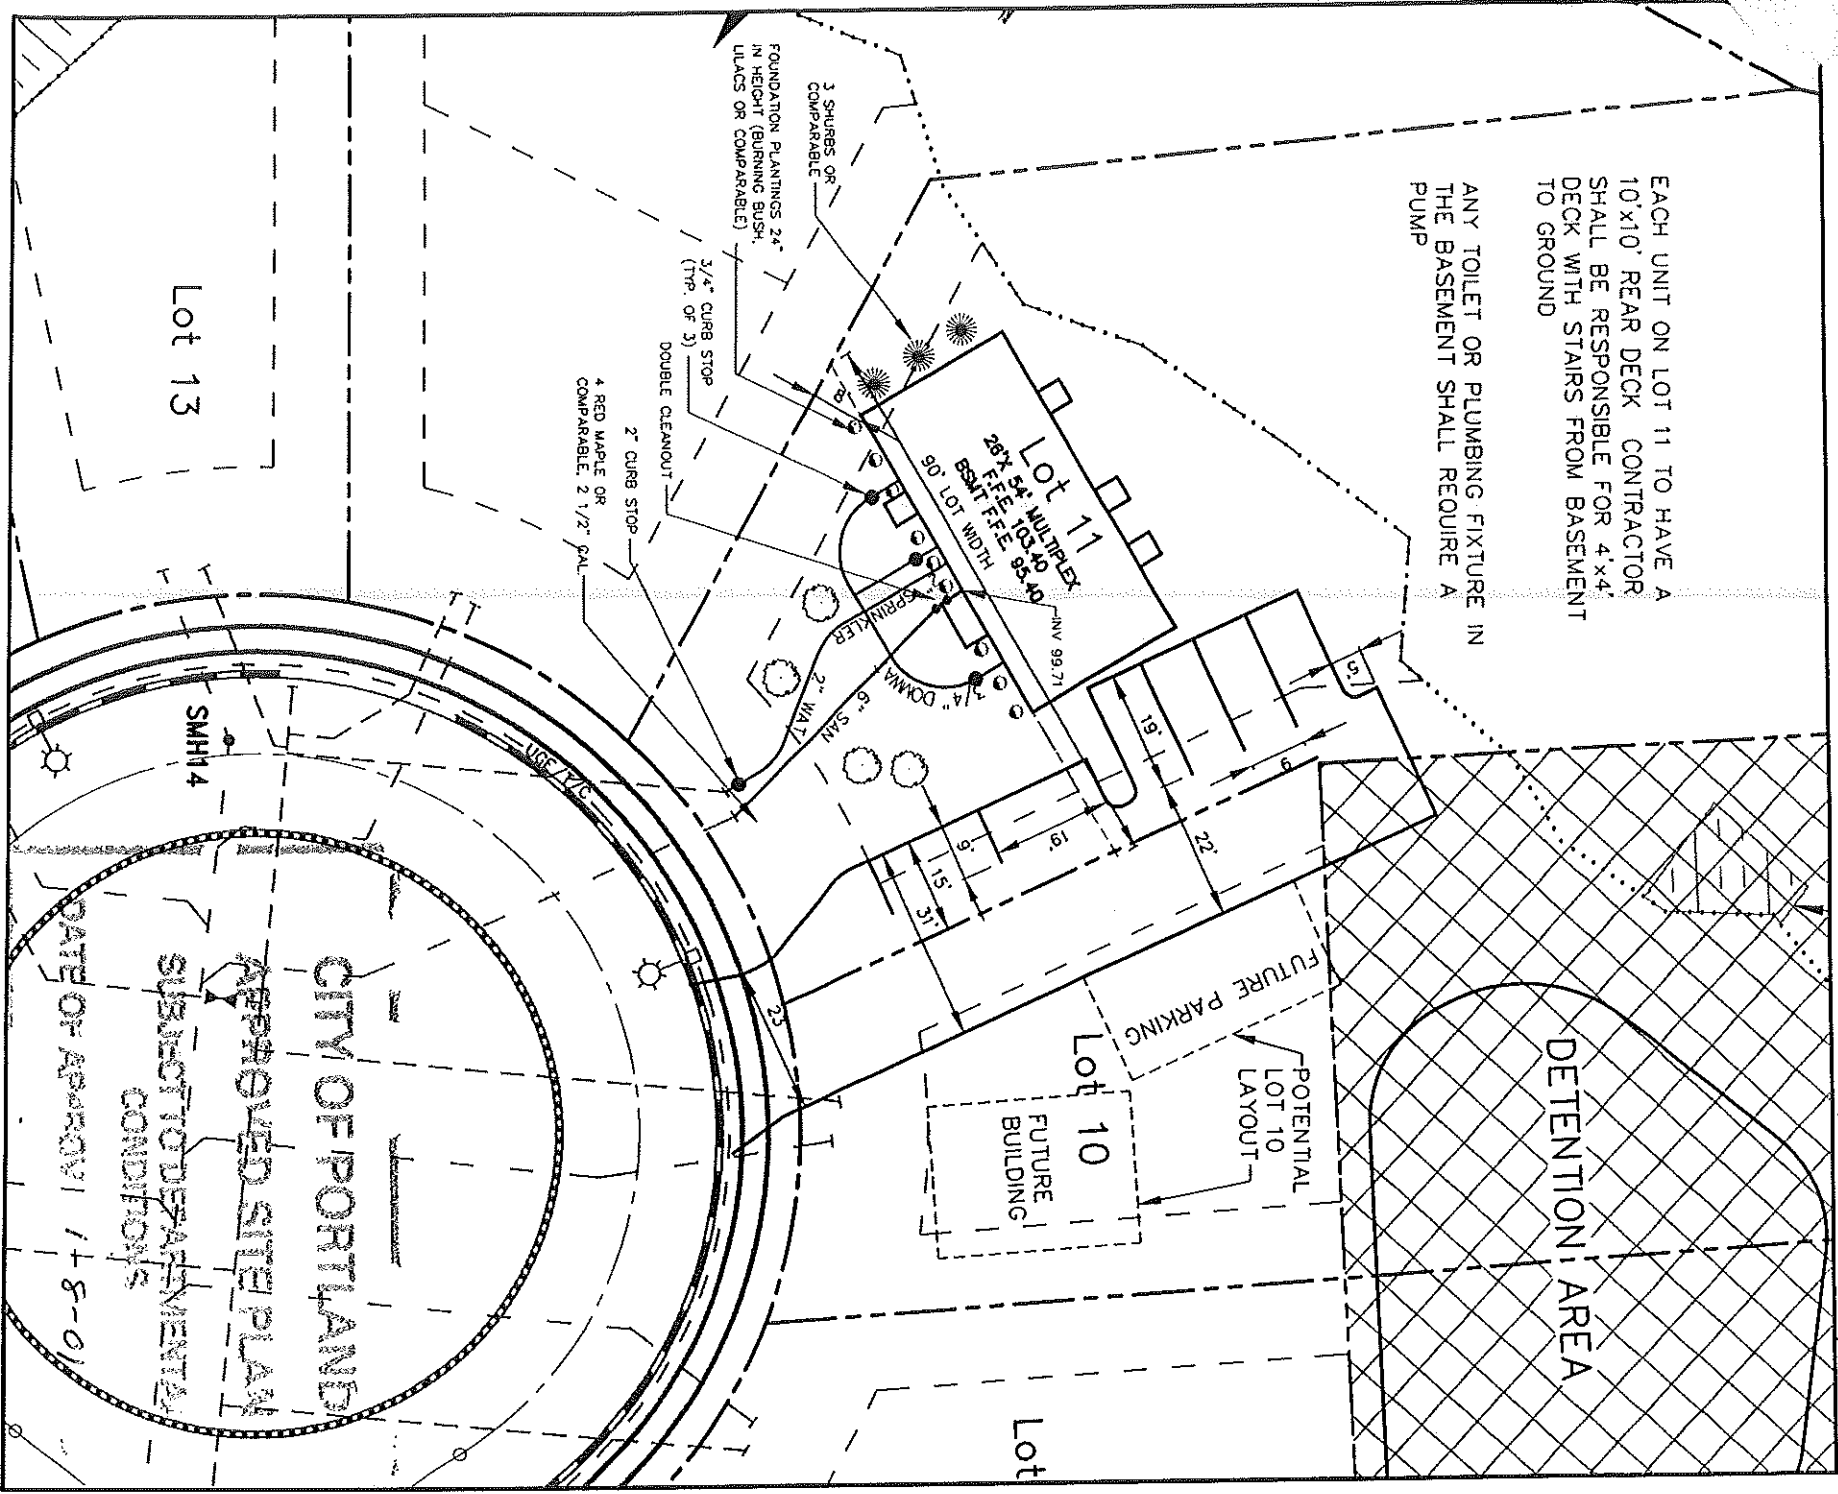 EACH UNIT ON LOT 11 TO HAVE A
10'x10' REAR DECK CONTRACTOR
SHALL BE RESPONSIBLE FOR 4'x4'
DECK WITH STAIRS FROM BASEMENT
TO GROUND
ANY TOILET OR PLUMBING FIXTURE IN
THE BASEMENT SHALL REQUIRE A
PUMP
3 SHURBS OR
COMPARABLE
FOUNDATION PLANTINGS 24"
IN HEIGHT (BURNING BUSH,
LILACS OR COMPARABLE)
3/4" CURB STOP
(TYP. OF 3)
DOUBLE CLEANOUT
2" CURB STOP
4 RED MAPLE OR
COMPARABLE, 2 1/2" CAL.
Lot 11
28'X 54' MULTIPLEX
F.F.E. 103.40
BSMT F.F.E. 95.40
90' LOT WIDTH
8'
INV 99.71
SPRINKLER
3/4" DOMWA
6" SAN
2" WAT
5'
19'
9
22'
19'
9'
15'
31'
23
DETENTION AREA
FUTURE PARKING
POTENTIAL
LOT 10
LAYOUT
Lot 10
FUTURE
BUILDING
Lot
Lot 13
UGE/T/C
SMH14
CITY OF PORTLAND
APPROVED SITE PLAN
SUBJECT TO DEPARTMENTAL
CONDITIONS
DATE OF APPROVAL